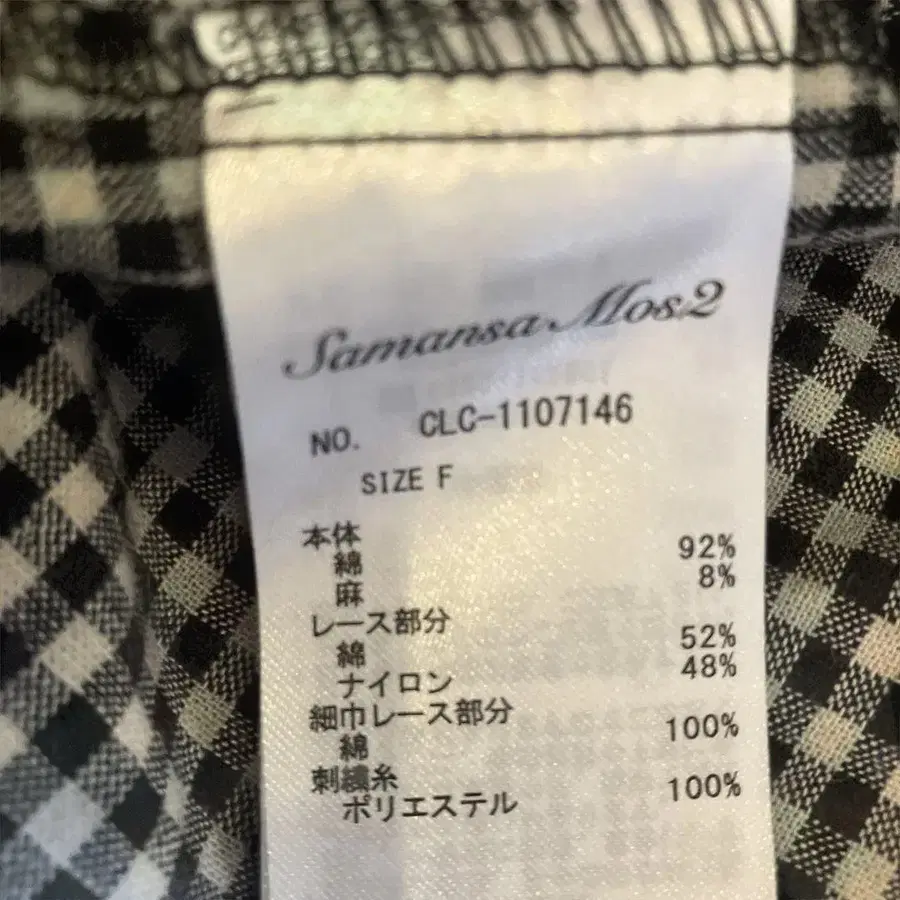 Samansa Mos2
NO. CLC-1107146
SIZE F
本体
綿 92%
麻 8%
レース部分
綿 52%
ナイロン 48%
細巾レース部分
綿 100%
刺繍糸
ポリエステル 100%